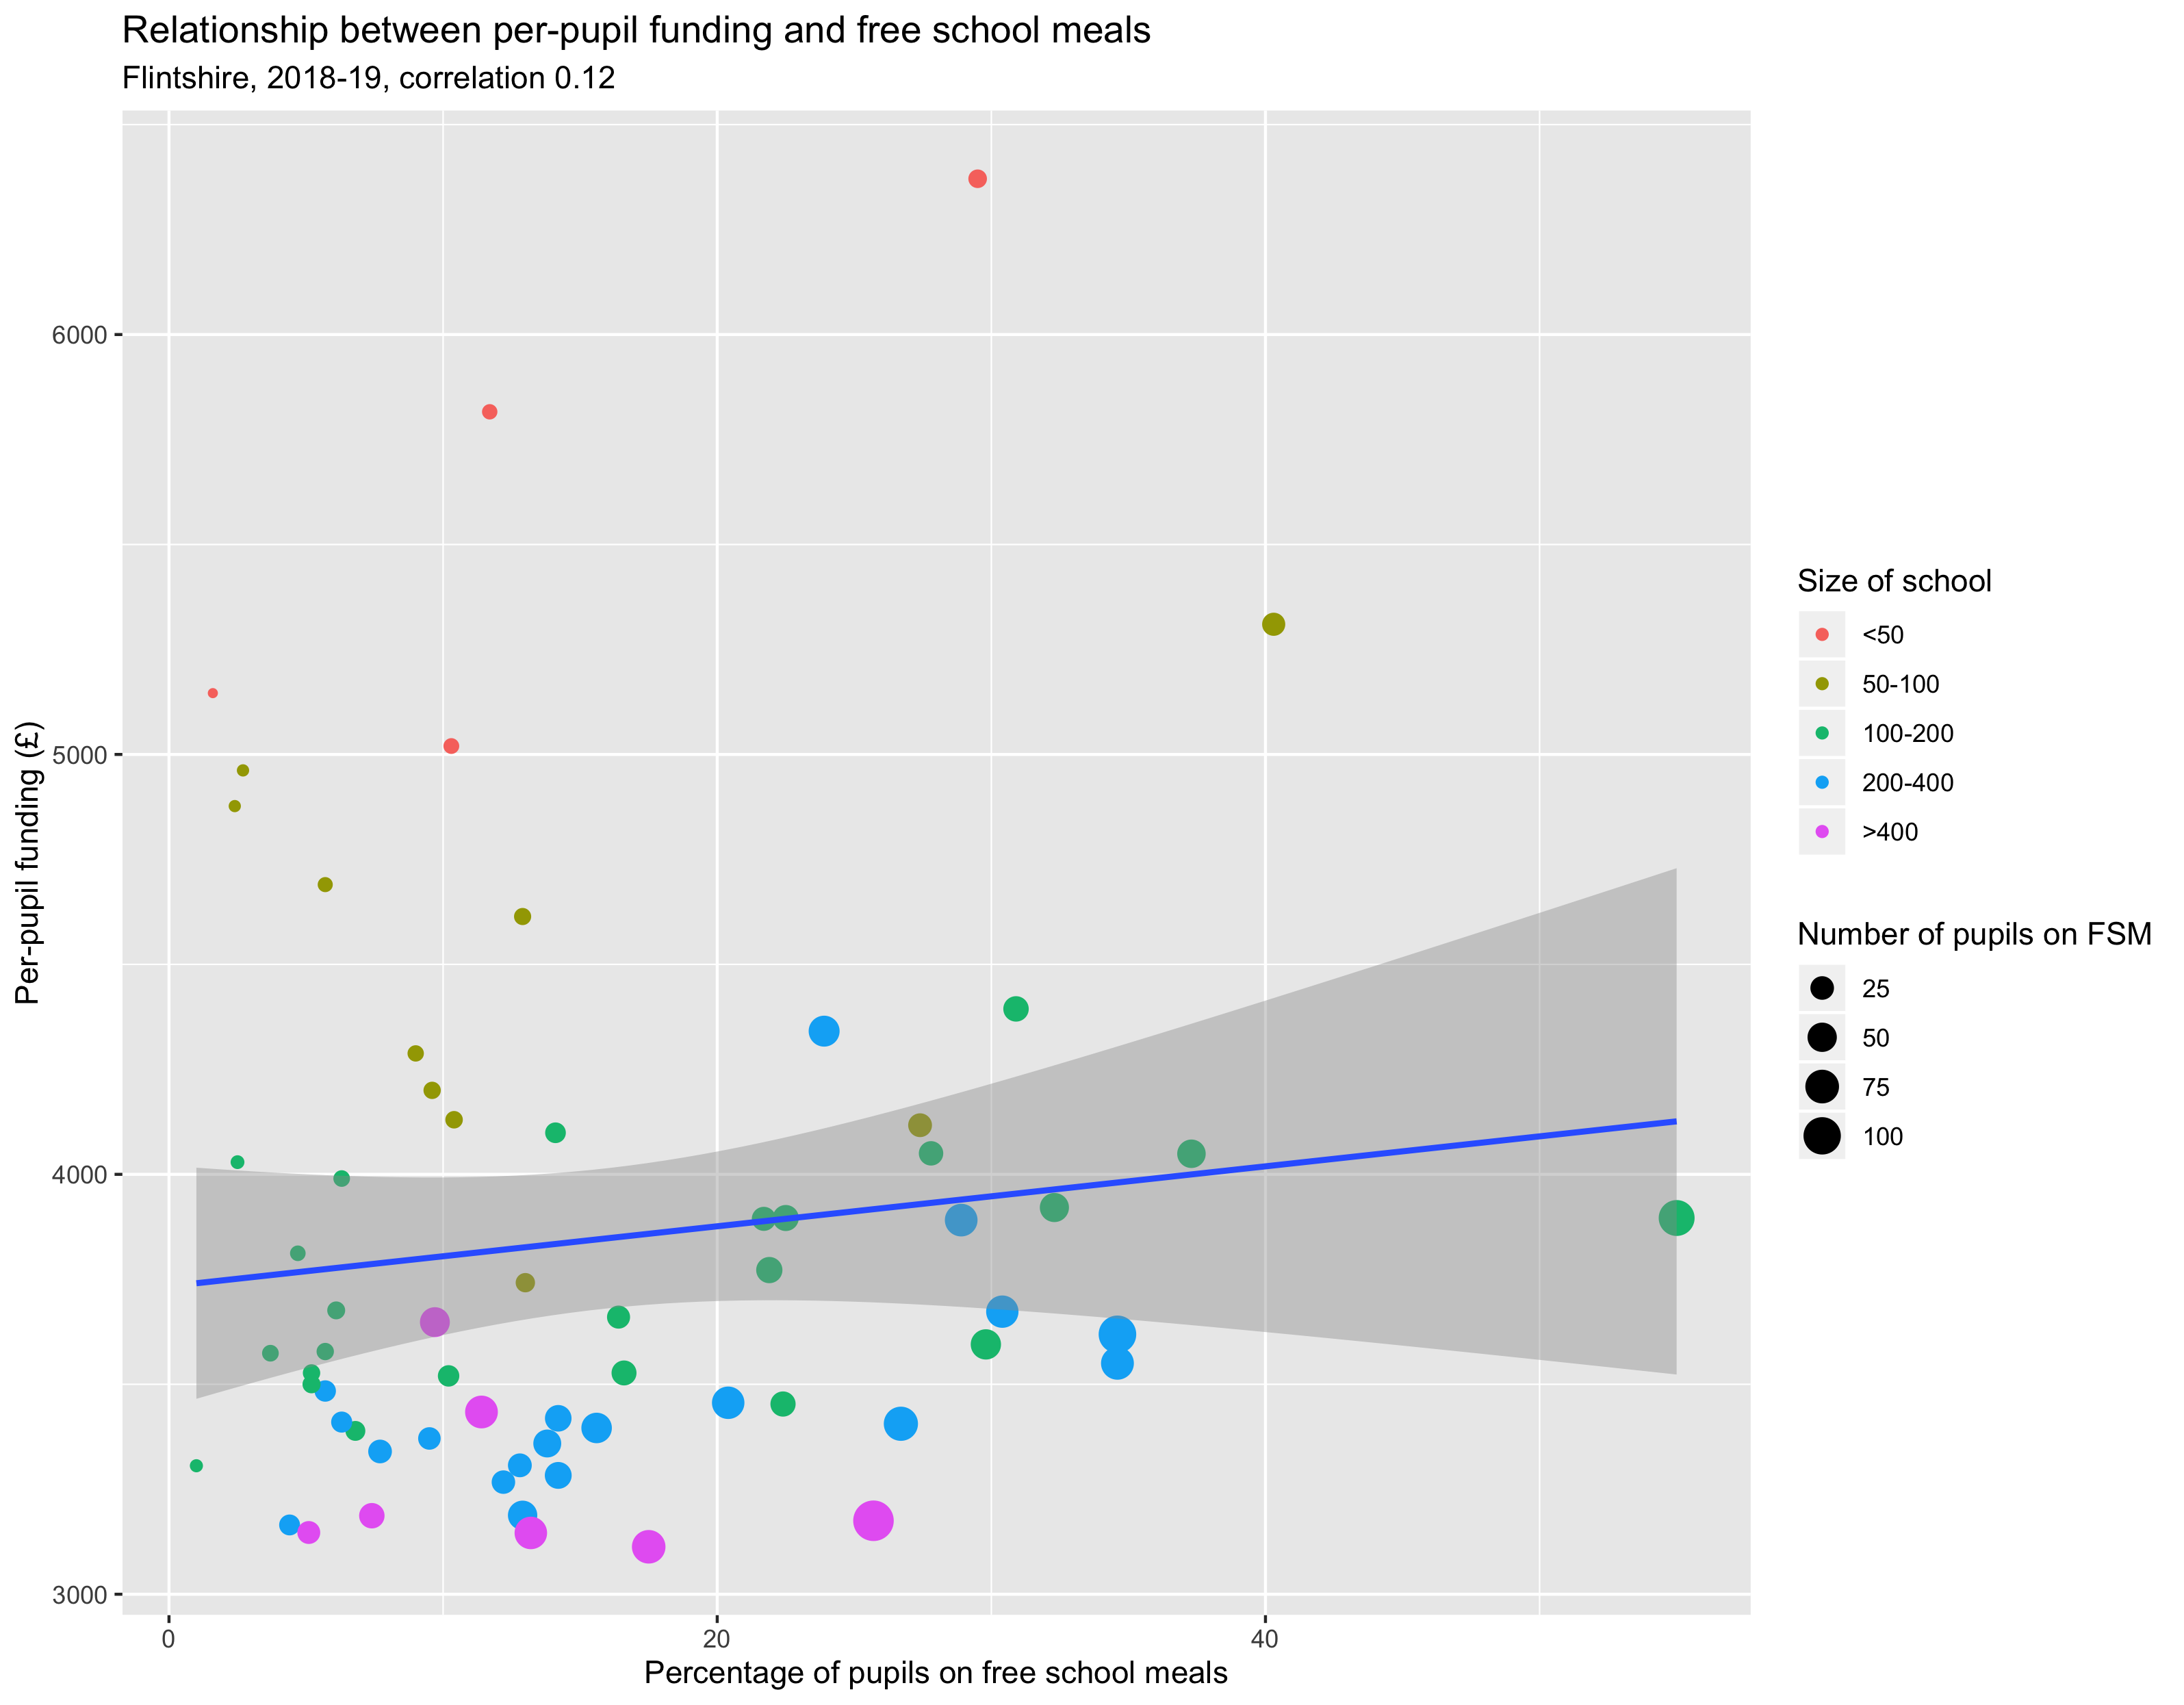 Relationship between per-pupil funding and free school meals
Flintshire, 2018-19, correlation 0.12
Per-pupil funding (£)
6000
5000
4000
3000
0
20
40
Percentage of pupils on free school meals
Size of school
<50
50-100
100-200
200-400
>400
Number of pupils on FSM
25
50
75
100